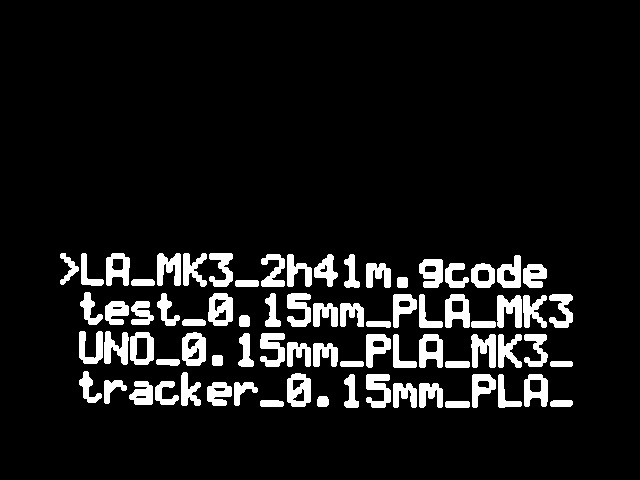 >LA_MK3_2h41m.gcode
test_0.15mm_PLA_MK3
UNO_0.15mm_PLA_MK3_
tracker_0.15mm_PLA_